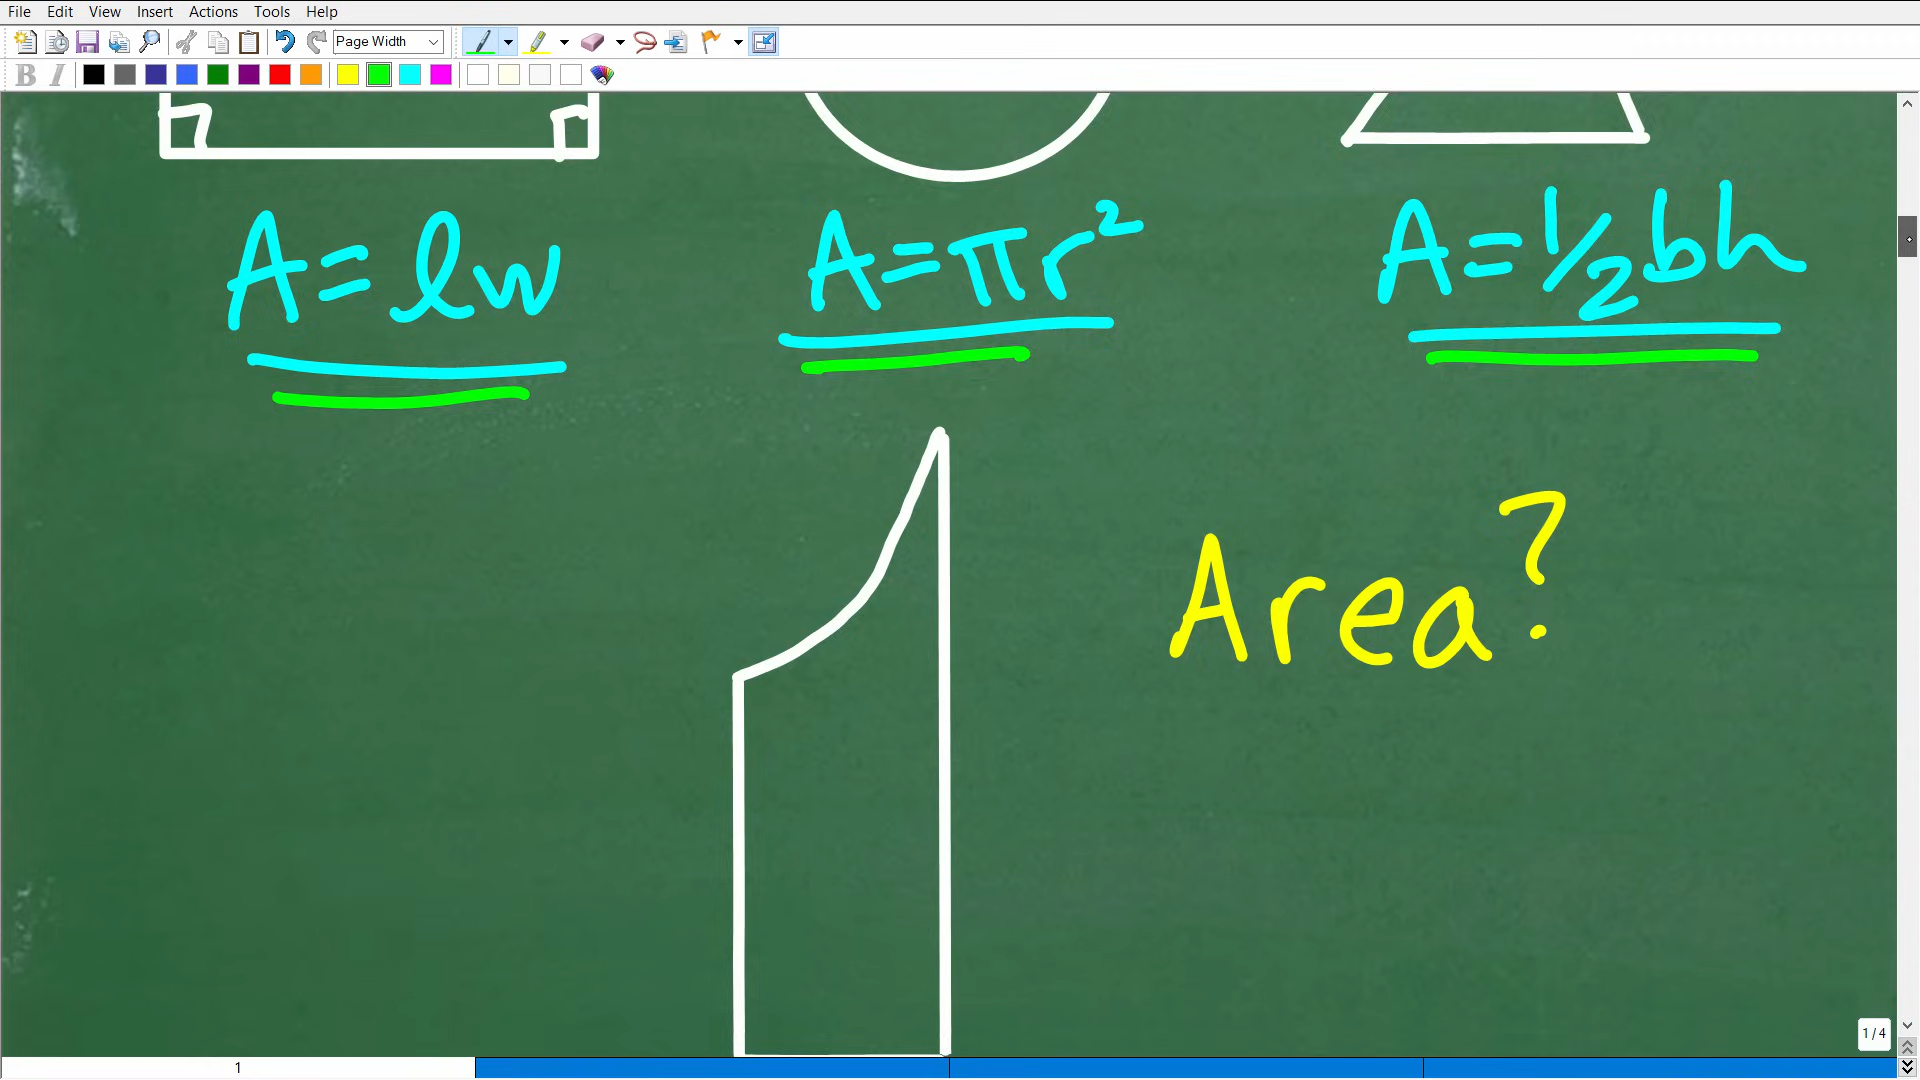 File Edit View Insert Actions Tools Help
Page Width
B I
A = lw
A = πr²
A = ½bh
Area?
1 / 4
1